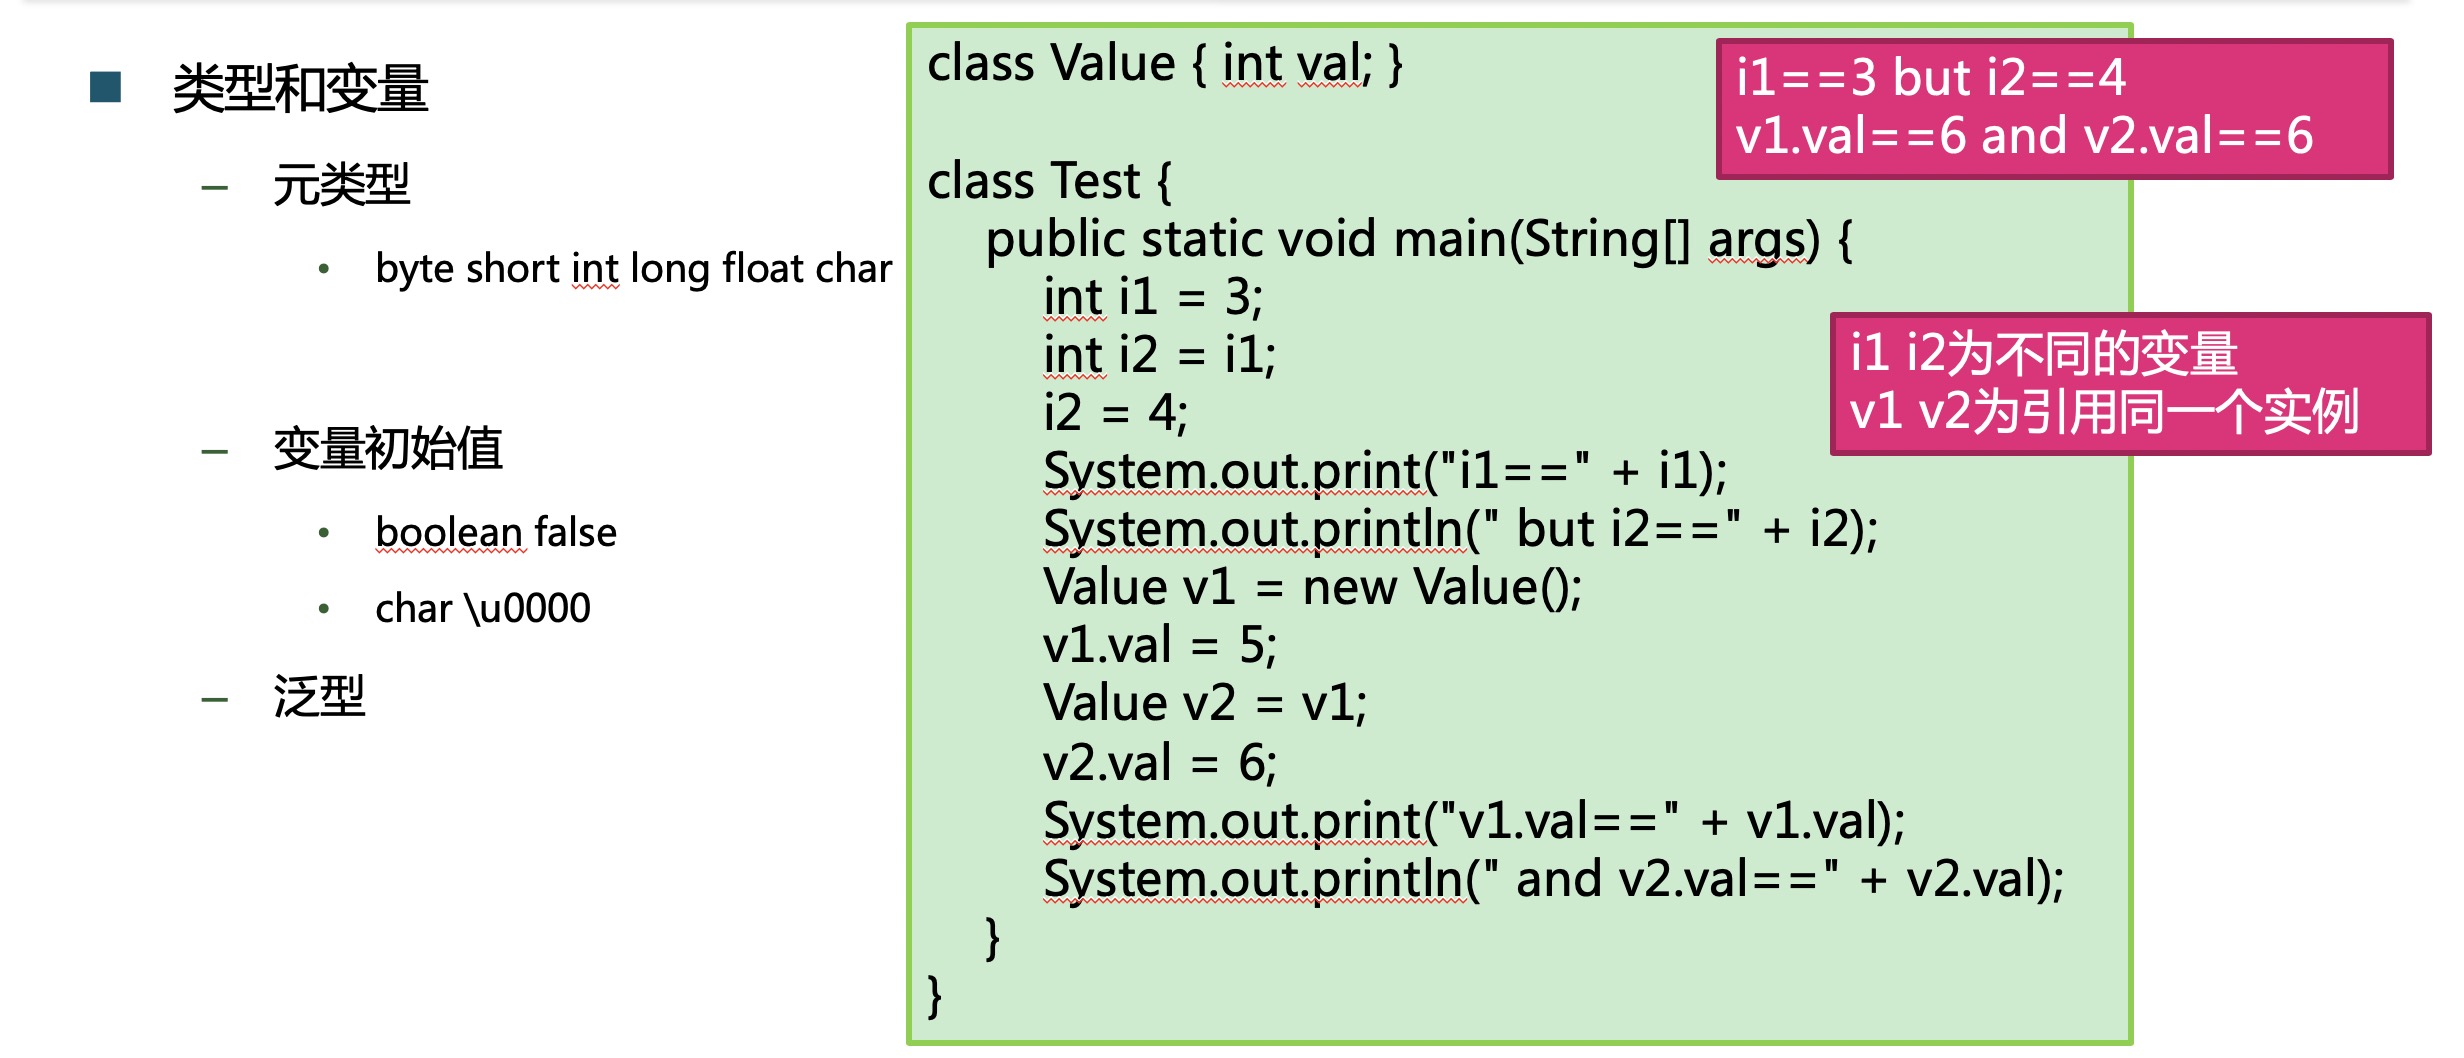 类型和变量
元类型
byte short int long float char
变量初始值
boolean false
char \u0000
泛型
class Value { int val; }
class Test {
public static void main(String[] args) {
int i1 = 3;
int i2 = i1;
i2 = 4;
System.out.print("i1==" + i1);
System.out.println(" but i2==" + i2);
Value v1 = new Value();
v1.val = 5;
Value v2 = v1;
v2.val = 6;
System.out.print("v1.val==" + v1.val);
System.out.println(" and v2.val==" + v2.val);
}
}
i1==3 but i2==4
v1.val==6 and v2.val==6
i1 i2为不同的变量
v1 v2为引用同一个实例